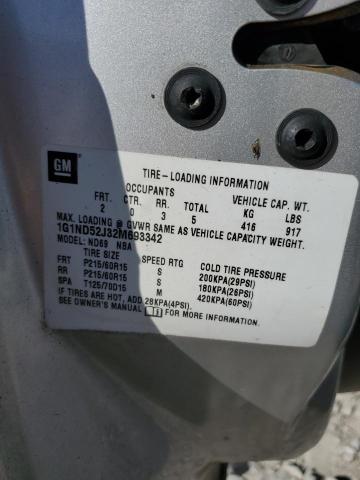 GM
TIRE-LOADING INFORMATION
OCCUPANTS VEHICLE CAP. WT.
FRT. CTR. RR. TOTAL KG LBS
2 0 3 5 416 917
MAX. LOADING @ GVWR SAME AS VEHICLE CAPACITY WEIGHT.
1G1ND52J32M693342
MODEL: ND69 NBA
TIRE SIZE SPEED RTG COLD TIRE PRESSURE
FRT P215/60R15 S 200KPA(29PSI)
RR P215/60R15 S 180KPA(26PSI)
SPA T125/70D15 M 420KPA(60PSI)
IF TIRES ARE HOT, ADD 28KPA(4PSI).
SEE OWNER'S MANUAL FOR MORE INFORMATION.